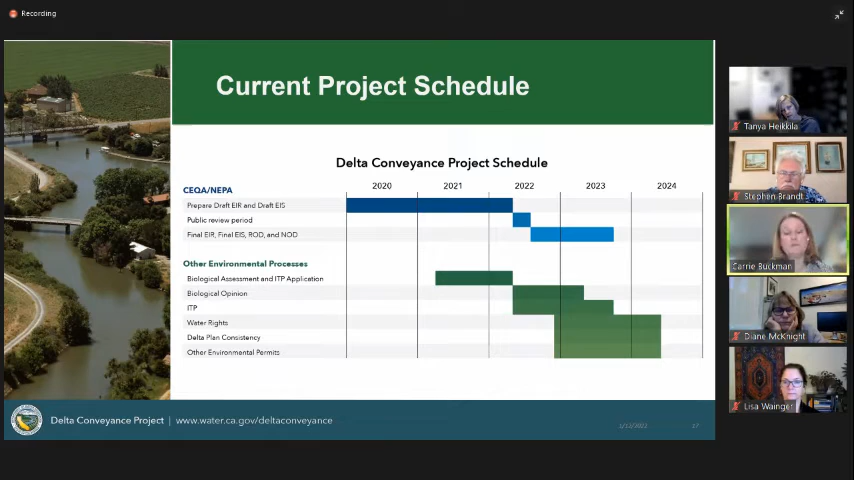 Recording
Current Project Schedule
Delta Conveyance Project Schedule
2020 2021 2022 2023 2024
CEQA/NEPA
Prepare Draft EIR and Draft EIS
Public review period
Final EIR, Final EIS, ROD, and NOD
Other Environmental Processes
Biological Assessment and ITP Application
Biological Opinion
ITP
Water Rights
Delta Plan Consistency
Other Environmental Permits
Delta Conveyance Project | www.water.ca.gov/deltaconveyance
17
Tanya Heikkila
Stephen Brandt
Carrie Buckman
Diane McKnight
Lisa Wainger